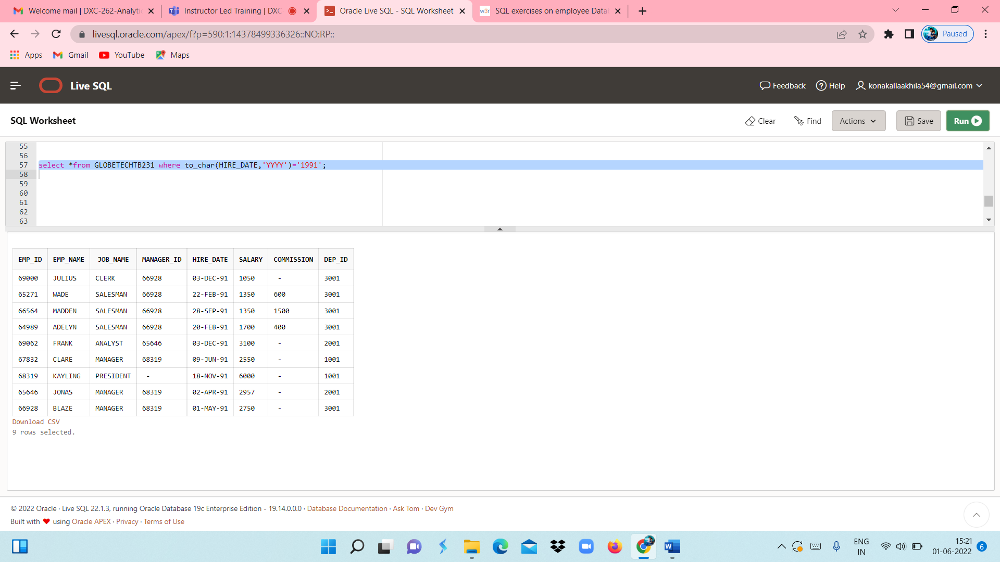 Welcome mail | DXC-262-Analytic
Instructor Led Training | DXC
Oracle Live SQL - SQL Worksheet
w3r SQL exercises on employee Datab
livesql.oracle.com/apex/f?p=590:1:14378499336326::NO:RP::
Paused
Apps Gmail YouTube Maps
Live SQL
Feedback ? Help konakallaakhila54@gmail.com
SQL Worksheet
Clear Find Actions Save Run
55
56
57 select *from GLOBETECHTB231 where to_char(HIRE_DATE,'YYYY')='1991';
58
59
60
61
62
63
EMP_ID EMP_NAME JOB_NAME MANAGER_ID HIRE_DATE SALARY COMMISSION DEP_ID
69000 JULIUS CLERK 66928 03-DEC-91 1050 - 3001
65271 WADE SALESMAN 66928 22-FEB-91 1350 600 3001
66564 MADDEN SALESMAN 66928 28-SEP-91 1350 1500 3001
64989 ADELYN SALESMAN 66928 20-FEB-91 1700 400 3001
69062 FRANK ANALYST 65646 03-DEC-91 3100 - 2001
67832 CLARE MANAGER 68319 09-JUN-91 2550 - 1001
68319 KAYLING PRESIDENT - 18-NOV-91 6000 - 1001
65646 JONAS MANAGER 68319 02-APR-91 2957 - 2001
66928 BLAZE MANAGER 68319 01-MAY-91 2750 - 3001
Download CSV
9 rows selected.
© 2022 Oracle · Live SQL 22.1.3, running Oracle Database 19c Enterprise Edition - 19.14.0.0.0 · Database Documentation · Ask Tom · Dev Gym
Built with ❤ using Oracle APEX · Privacy · Terms of Use
ENG
IN
15:21
01-06-2022
6